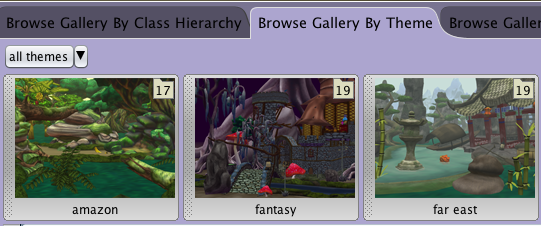 Browse Gallery By Class Hierarchy
Browse Gallery By Theme
Browse Galler
all themes
17
19
19
amazon
fantasy
far east